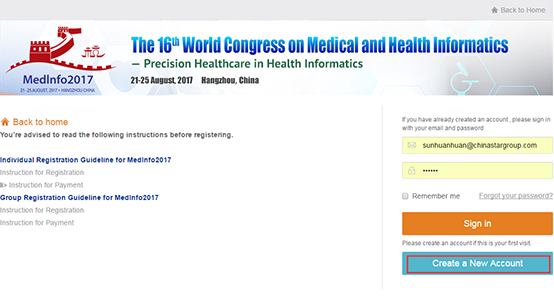 Back to Home
The 16th World Congress on Medical and Health Informatics
— Precision Healthcare in Health Informatics
21-25 August, 2017 Hangzhou, China
MedInfo2017
21-25 AUGUST, 2017 • HANGZHOU CHINA
Back to home
You're advised to read the following instructions before registering.
Individual Registration Guideline for MedInfo2017
Instruction for Registration
Instruction for Payment
Group Registration Guideline for MedInfo2017
Instruction for Registration
Instruction for Payment
If you have already created an account , please sign in
with your email and password
sunhuanhuan@chinastargroup.com
••••••
Remember me Forgot your password?
Sign in
Please create an account if this is your first visit.
Create a New Account